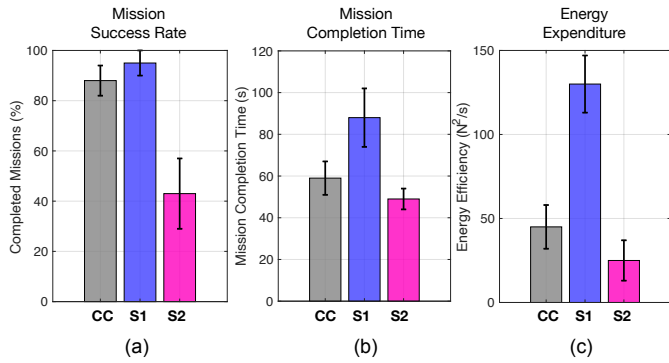 Mission
Success Rate
Completed Missions (%)
100
80
60
40
20
0
CC S1 S2
(a)
Mission
Completion Time
Mission Completion Time (s)
120
100
80
60
40
20
0
CC S1 S2
(b)
Energy
Expenditure
Energy Efficiency (N²/s)
150
100
50
0
CC S1 S2
(c)